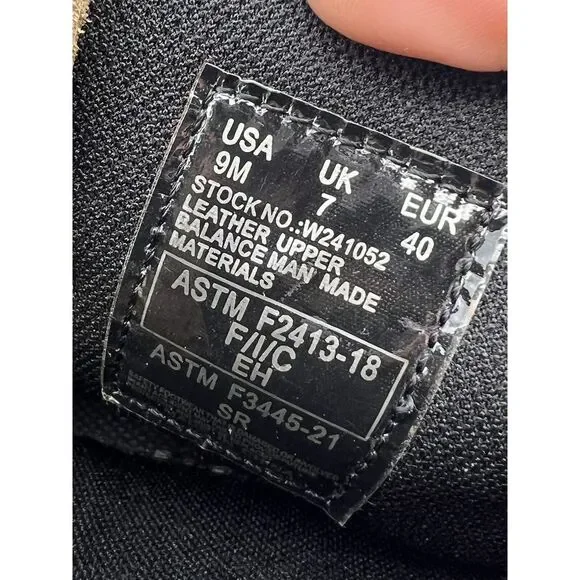 USA UK EUR
9M 7 40
STOCK NO.:W241052
LEATHER UPPER
BALANCE MAN MADE
MATERIALS
ASTM F2413-18
F/I/C
EH
ASTM F3445-21
SR